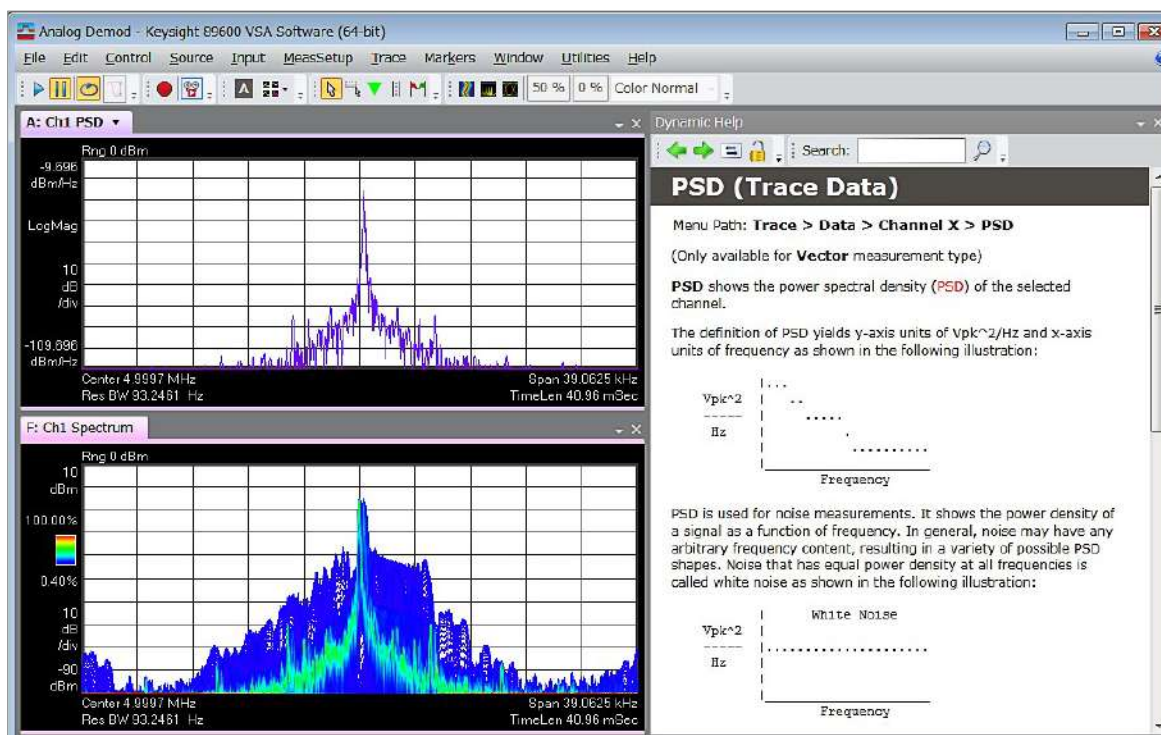 Analog Demod - Keysight 89600 VSA Software (64-bit)
File Edit Control Source Input MeasSetup Trace Markers Window Utilities Help
50 % 0 % Color Normal
A: Ch1 PSD
Rng 0 dBm
-9.696
dBm/Hz
LogMag
10
dB
/div
-109.696
dBm/Hz
Center 4.9997 MHz Span 39.0625 kHz
Res BW 93.2461 Hz TimeLen 40.96 mSec
F: Ch1 Spectrum
Rng 0 dBm
10
dBm
100.00%
0.40%
10
dB
/div
-90
dBm
Center 4.9997 MHz Span 39.0625 kHz
Res BW 93.2461 Hz TimeLen 40.96 mSec
Dynamic Help
Search:
PSD (Trace Data)
Menu Path: Trace > Data > Channel X > PSD
(Only available for Vector measurement type)
PSD shows the power spectral density (PSD) of the selected
channel.
The definition of PSD yields y-axis units of Vpk^2/Hz and x-axis
units of frequency as shown in the following illustration:
Vpk^2
-----
Hz
Frequency
PSD is used for noise measurements. It shows the power density of
a signal as a function of frequency. In general, noise may have any
arbitrary frequency content, resulting in a variety of possible PSD
shapes. Noise that has equal power density at all frequencies is
called white noise as shown in the following illustration:
White Noise
Vpk^2
-----
Hz
Frequency